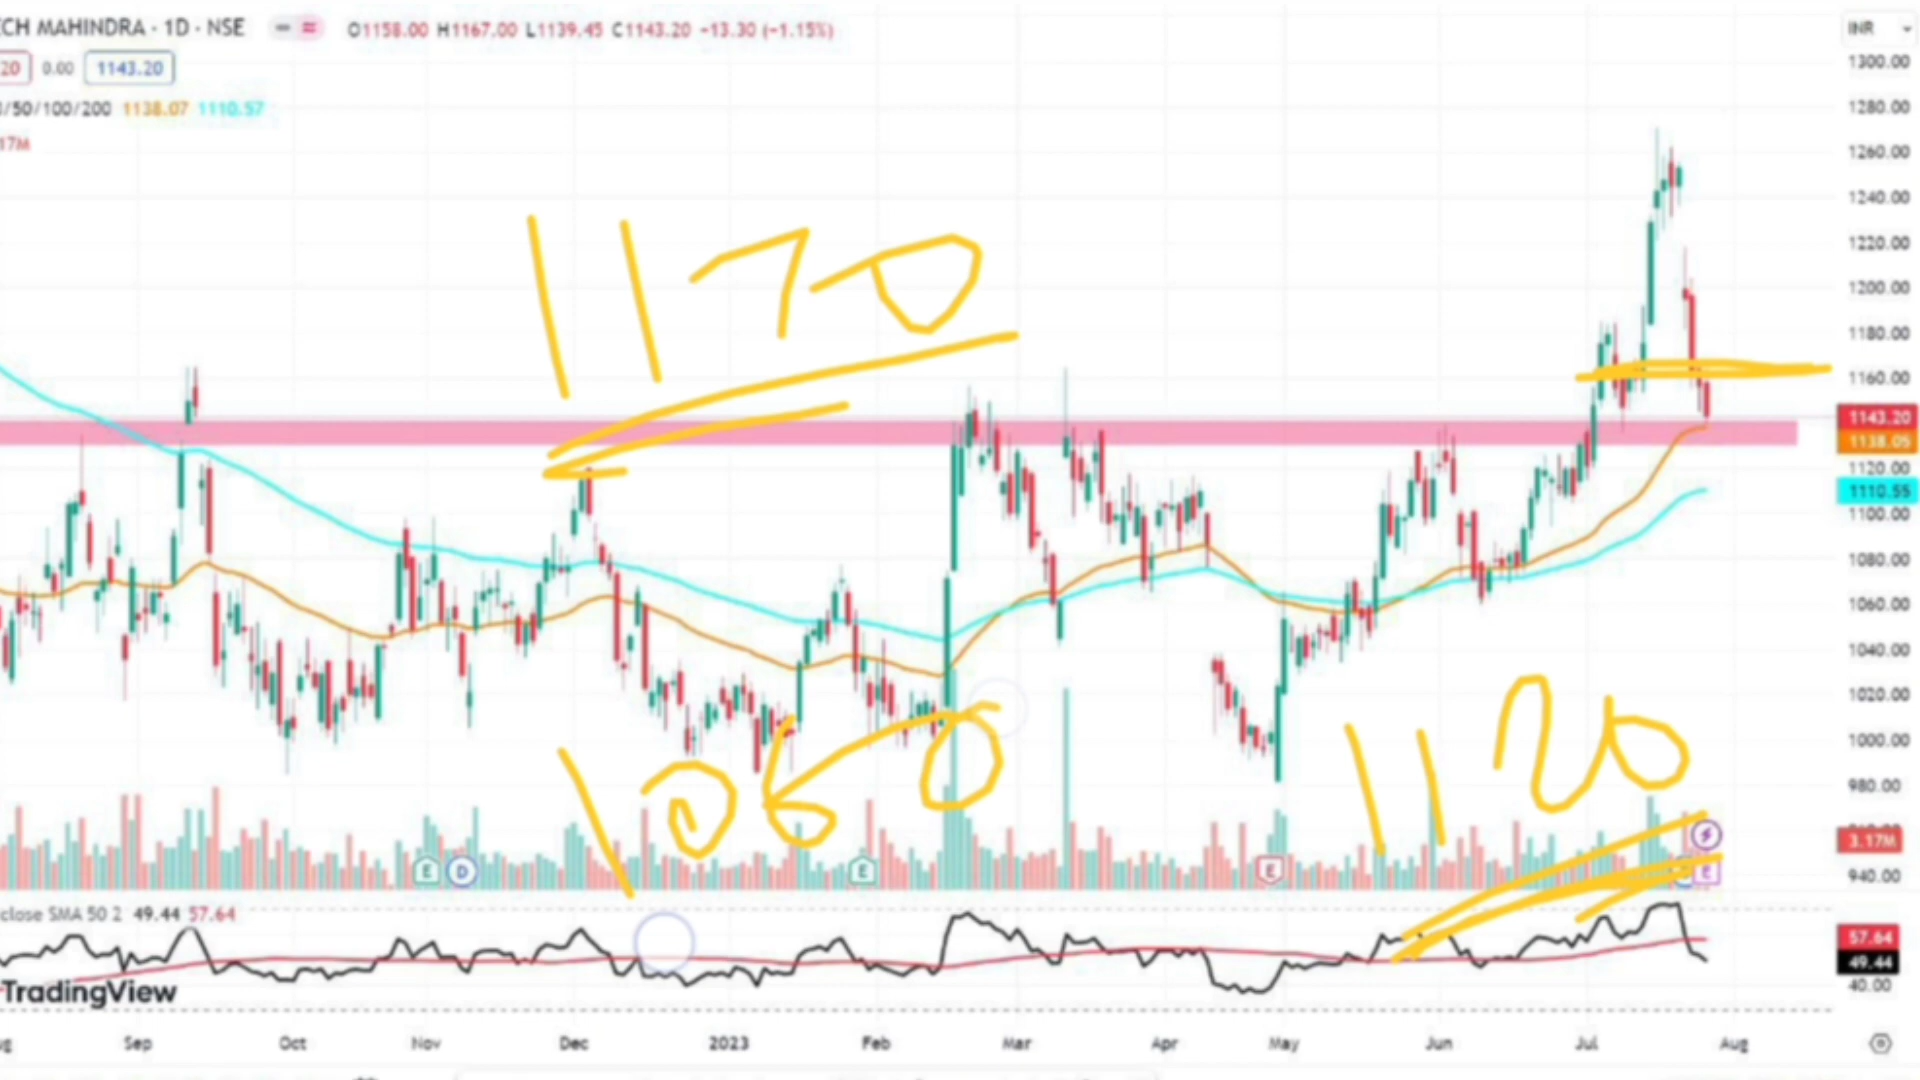 CH MAHINDRA · 1D · NSE O1158.00 H1167.00 L1139.45 C1143.20 −13.30 (−1.15%) INR
20 0.00 1143.20
/50/100/200 1138.07 1110.57
17M
1300.00
1280.00
1260.00
1240.00
1220.00
1200.00
1180.00
1160.00
1143.20
1138.05
1120.00
1110.55
1100.00
1080.00
1060.00
1040.00
1020.00
1000.00
980.00
3.17M
940.00
1170
1060
1120
E D E E E
close SMA 50 2 49.44 57.64
57.64
49.44
40.00
TradingView
Sep Oct Nov Dec 2023 Feb Mar Apr May Jun Jul Aug